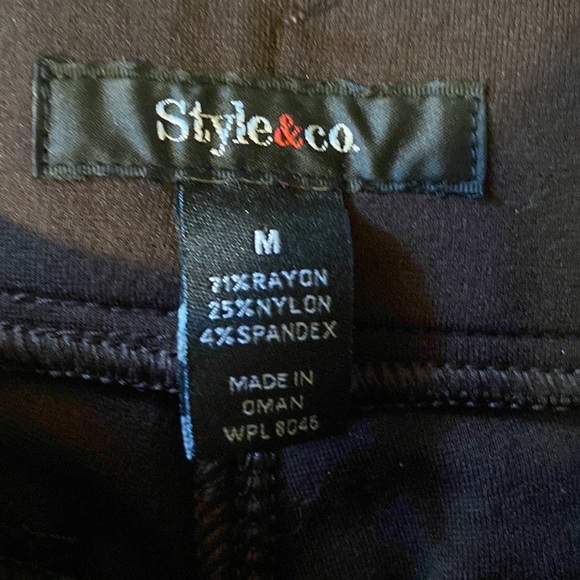 Style&co.
M
71%RAYON
25%NYLON
4%SPANDEX
MADE IN
OMAN
WPL 8046